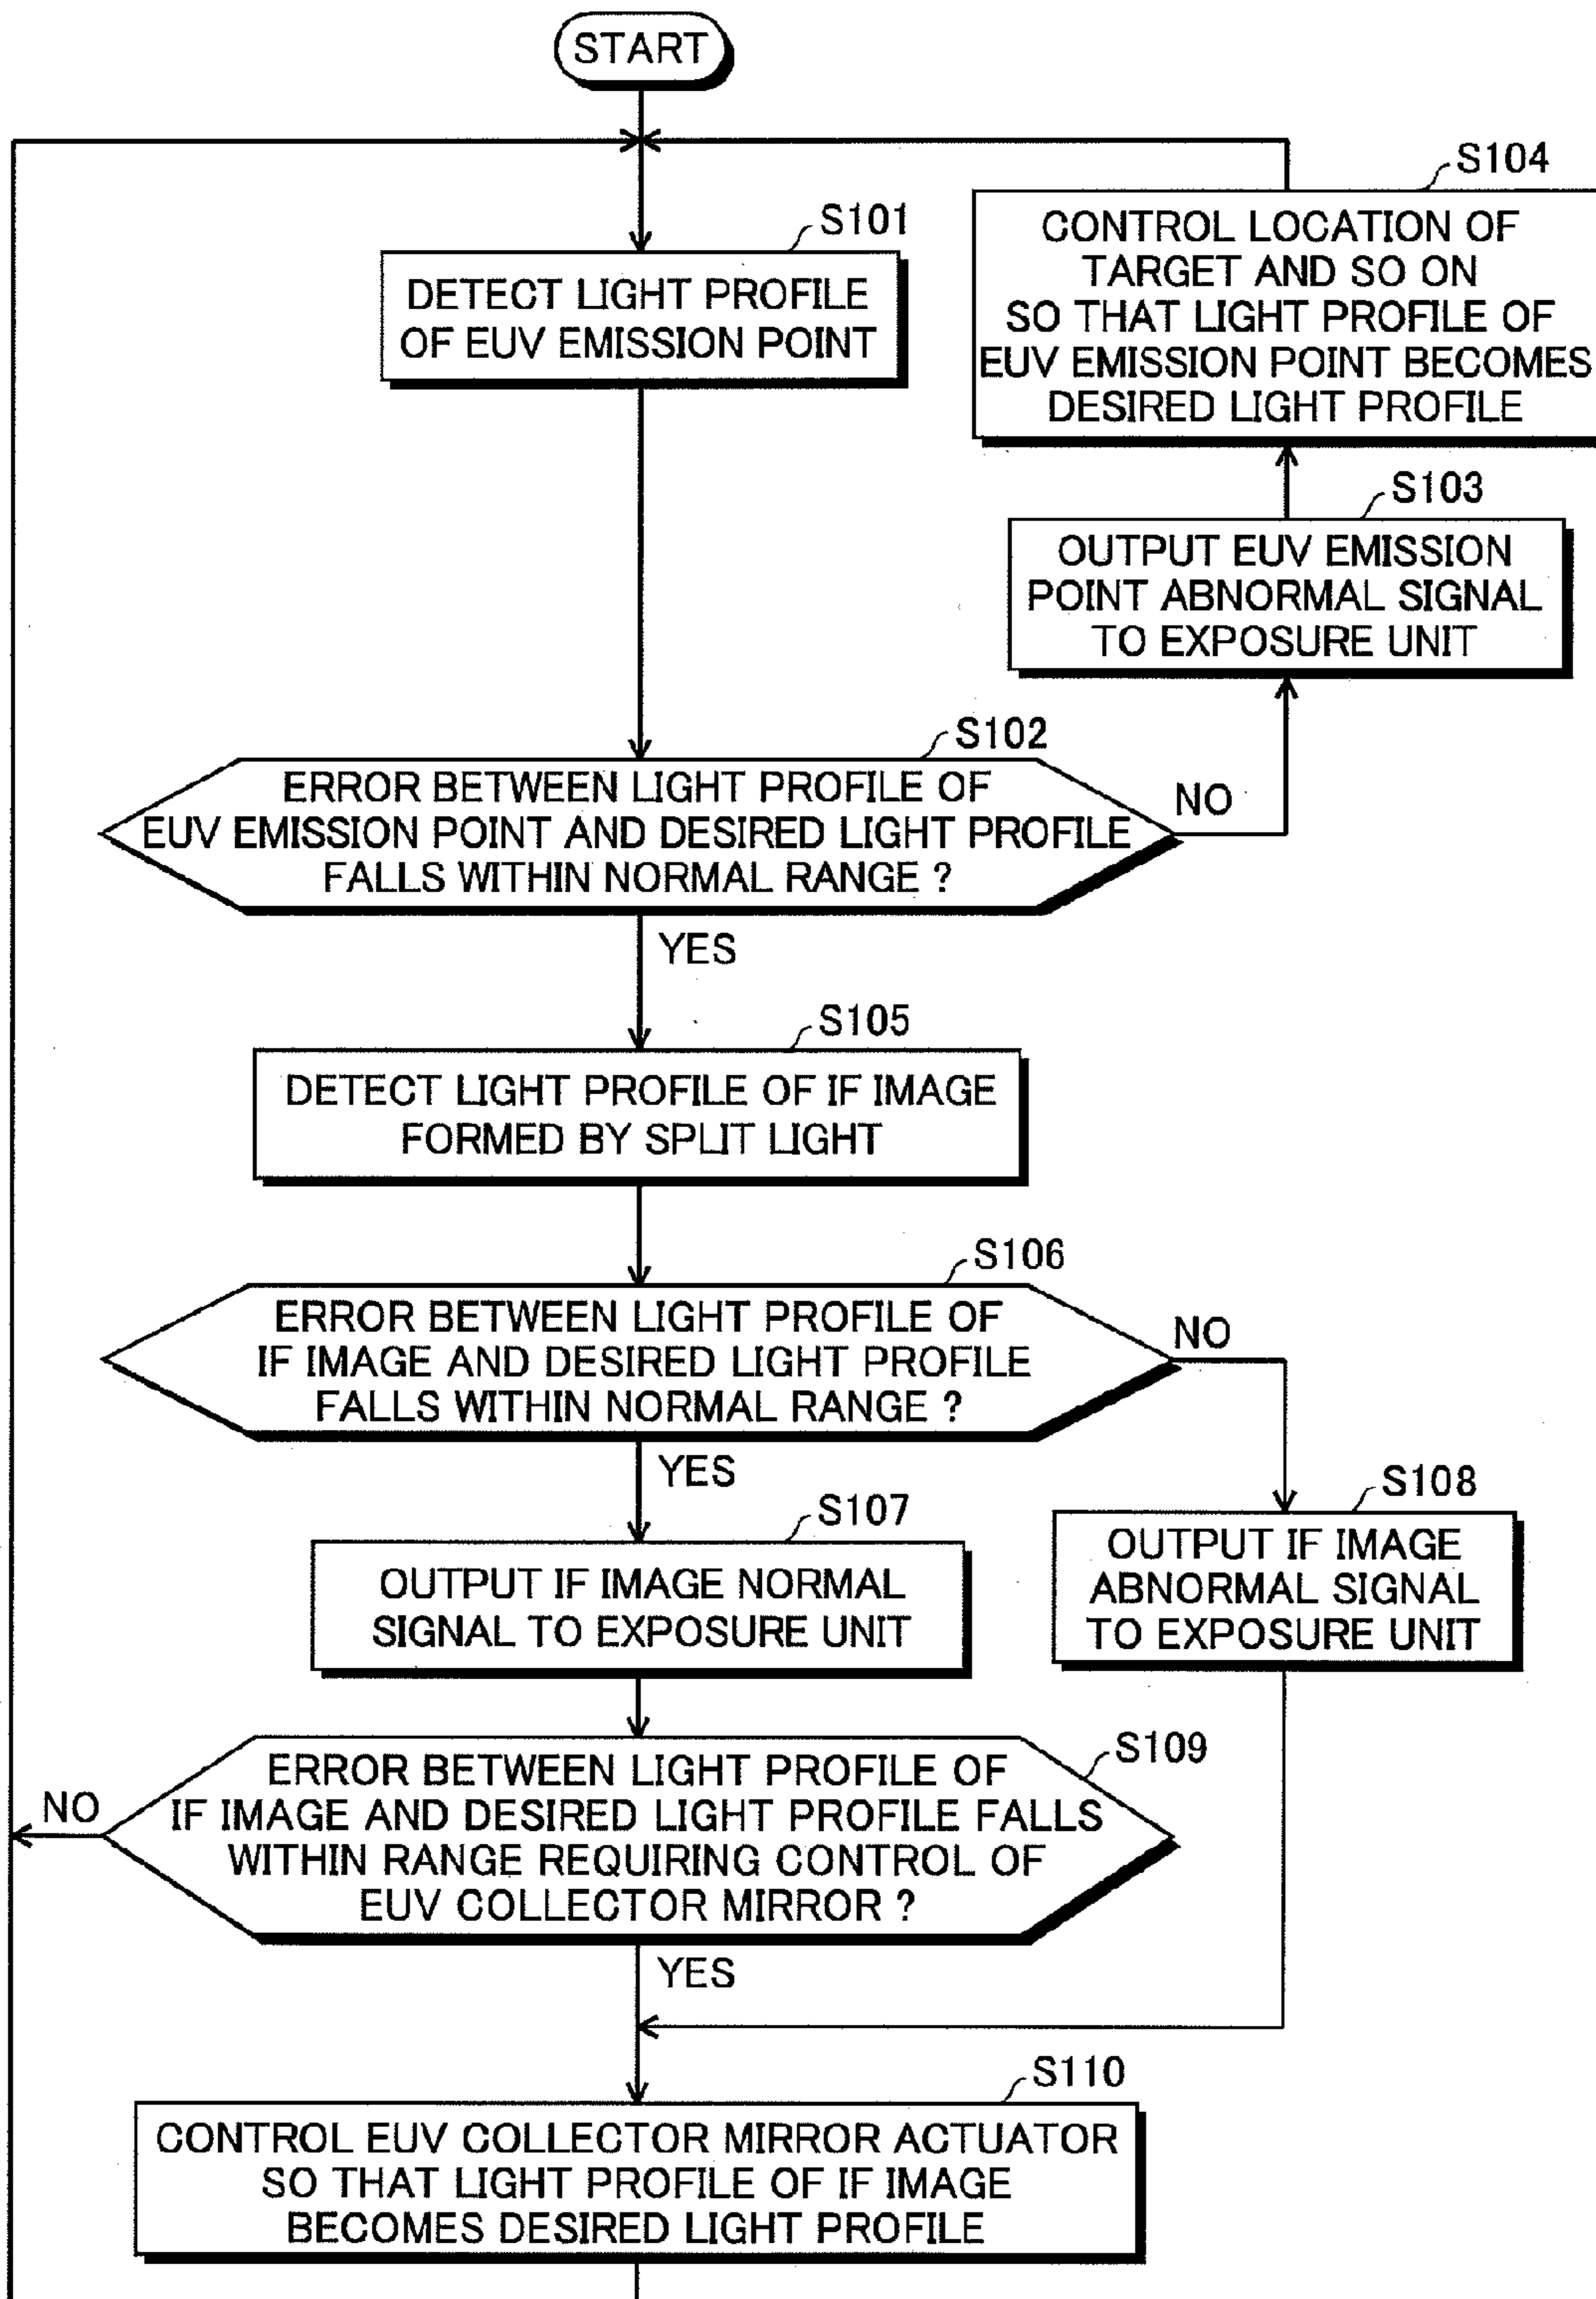 START
S101
DETECT LIGHT PROFILE
OF EUV EMISSION POINT
S104
CONTROL LOCATION OF
TARGET AND SO ON
SO THAT LIGHT PROFILE OF
EUV EMISSION POINT BECOMES
DESIRED LIGHT PROFILE
S103
OUTPUT EUV EMISSION
POINT ABNORMAL SIGNAL
TO EXPOSURE UNIT
S102
ERROR BETWEEN LIGHT PROFILE OF
EUV EMISSION POINT AND DESIRED LIGHT PROFILE
FALLS WITHIN NORMAL RANGE ?
NO
YES
S105
DETECT LIGHT PROFILE OF IF IMAGE
FORMED BY SPLIT LIGHT
S106
ERROR BETWEEN LIGHT PROFILE OF
IF IMAGE AND DESIRED LIGHT PROFILE
FALLS WITHIN NORMAL RANGE ?
NO
YES
S107
OUTPUT IF IMAGE NORMAL
SIGNAL TO EXPOSURE UNIT
S108
OUTPUT IF IMAGE
ABNORMAL SIGNAL
TO EXPOSURE UNIT
S109
ERROR BETWEEN LIGHT PROFILE OF
IF IMAGE AND DESIRED LIGHT PROFILE FALLS
WITHIN RANGE REQUIRING CONTROL OF
EUV COLLECTOR MIRROR ?
NO
YES
S110
CONTROL EUV COLLECTOR MIRROR ACTUATOR
SO THAT LIGHT PROFILE OF IF IMAGE
BECOMES DESIRED LIGHT PROFILE